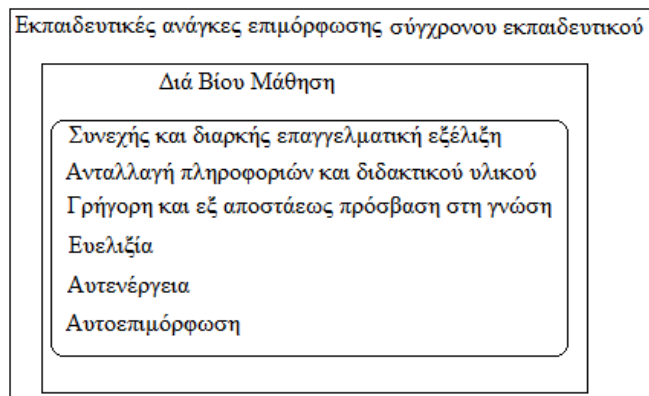 Εκπαιδευτικές ανάγκες επιμόρφωσης σύγχρονου εκπαιδευτικού
Διά Βίου Μάθηση
Συνεχής και διαρκής επαγγελματική εξέλιξη
Ανταλλαγή πληροφοριών και διδακτικού υλικού
Γρήγορη και εξ αποστάεως πρόσβαση στη γνώση
Ευελιξία
Αυτενέργεια
Αυτοεπιμόρφωση